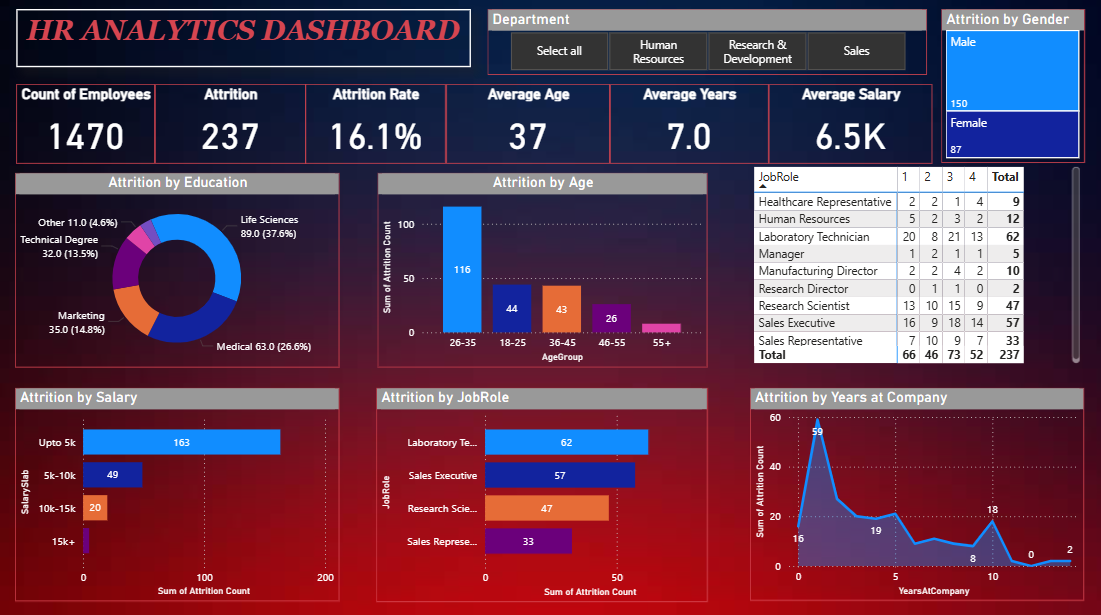 HR ANALYTICS DASHBOARD
Department
Select all
Human
Resources
Research &
Development
Sales
Attrition by Gender
Male
150
Female
87
Count of Employees
1470
Attrition
237
Attrition Rate
16.1%
Average Age
37
Average Years
7.0
Average Salary
6.5K
Attrition by Education
Other 11.0 (4.6%)
Technical Degree
32.0 (13.5%)
Marketing
35.0 (14.8%)
Life Sciences
89.0 (37.6%)
Medical 63.0 (26.6%)
Attrition by Age
Sum of Attrition Count
100
50
0
116
44
43
26
26-35 18-25 36-45 46-55 55+
AgeGroup
JobRole 1 2 3 4 Total
Healthcare Representative 2 2 1 4 9
Human Resources 5 2 3 2 12
Laboratory Technician 20 8 21 13 62
Manager 1 2 1 1 5
Manufacturing Director 2 2 4 2 10
Research Director 0 1 1 0 2
Research Scientist 13 10 15 9 47
Sales Executive 16 9 18 14 57
Sales Representative 7 10 9 7 33
Total 66 46 73 52 237
Attrition by Salary
SalarySlab
Upto 5k 163
5k-10k 49
10k-15k 20
15k+
0 100 200
Sum of Attrition Count
Attrition by JobRole
JobRole
Laboratory Te... 62
Sales Executive 57
Research Scie... 47
Sales Represe... 33
0 50
Sum of Attrition Count
Attrition by Years at Company
Sum of Attrition Count
60
40
20
0
59
16
19
8
18
0
2
0 5 10
YearsAtCompany